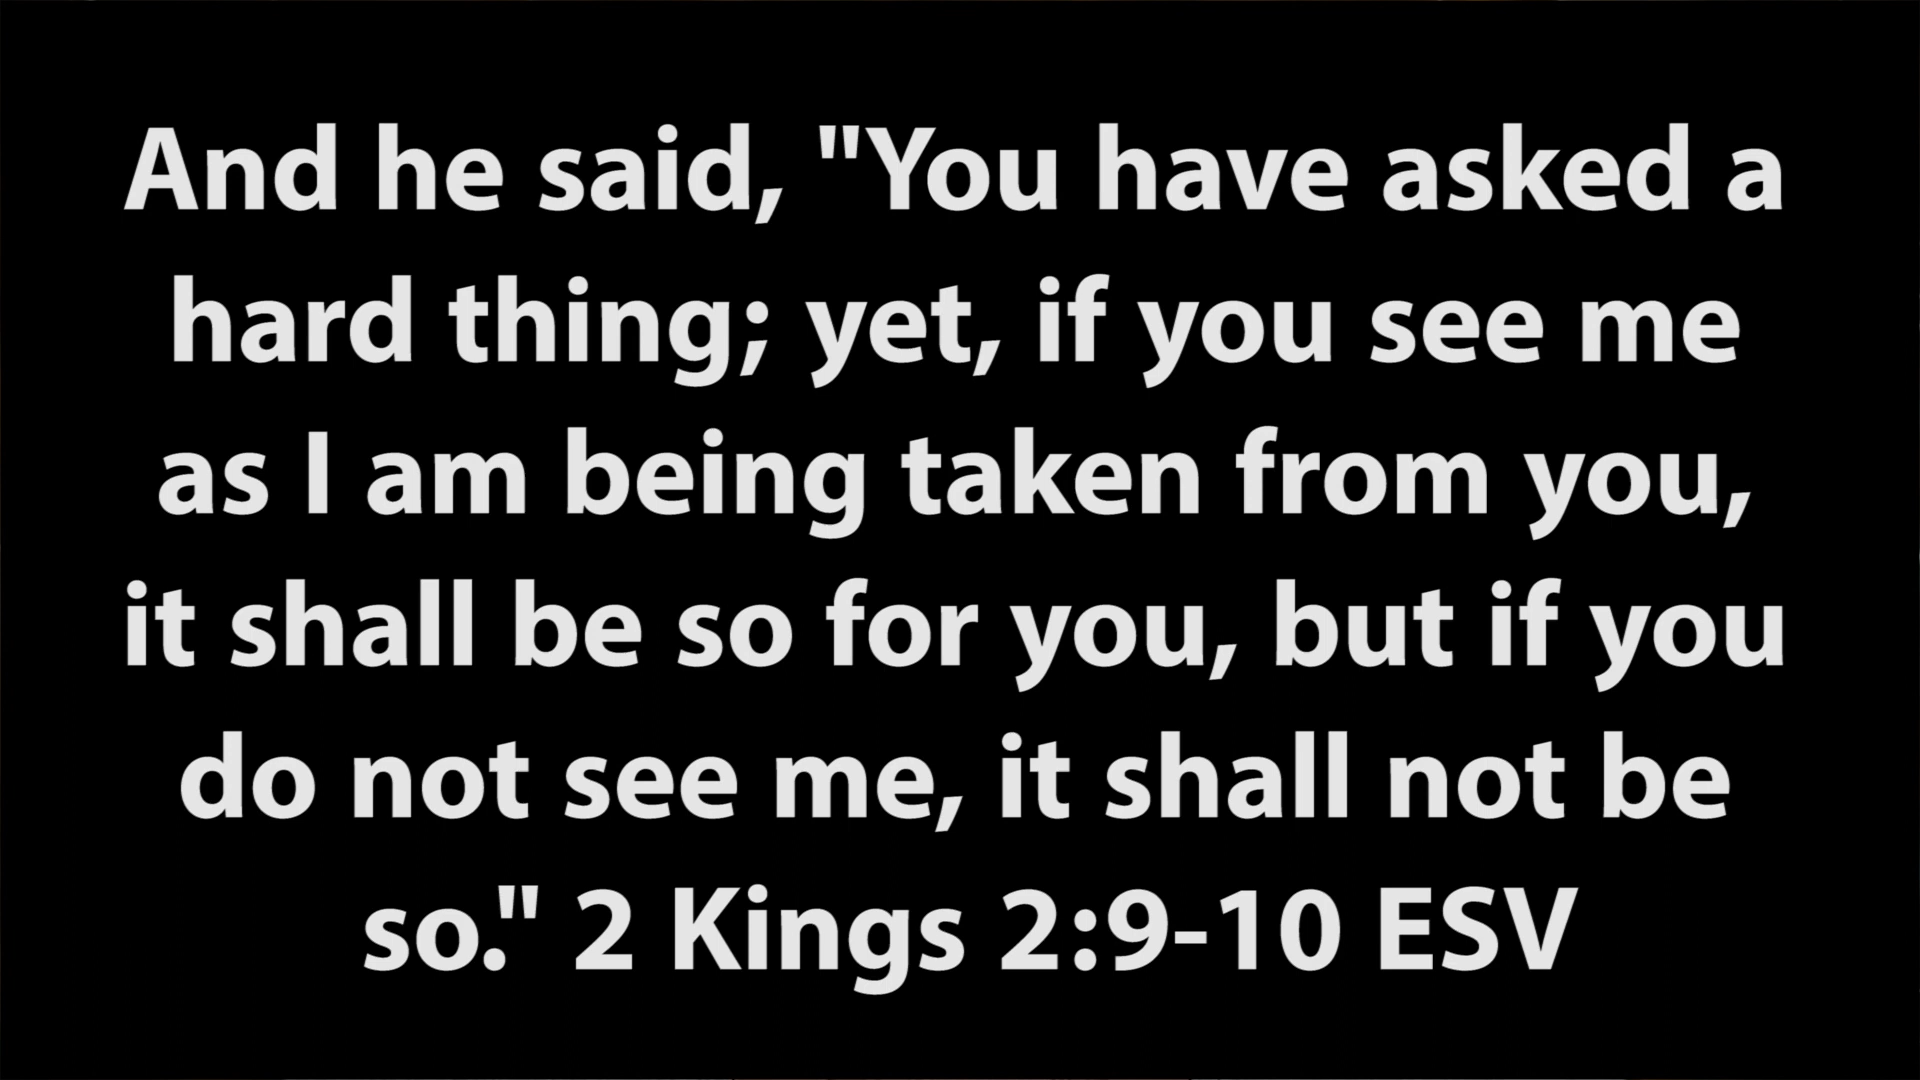 And he said, "You have asked a
hard thing; yet, if you see me
as I am being taken from you,
it shall be so for you, but if you
do not see me, it shall not be
so." 2 Kings 2:9-10 ESV